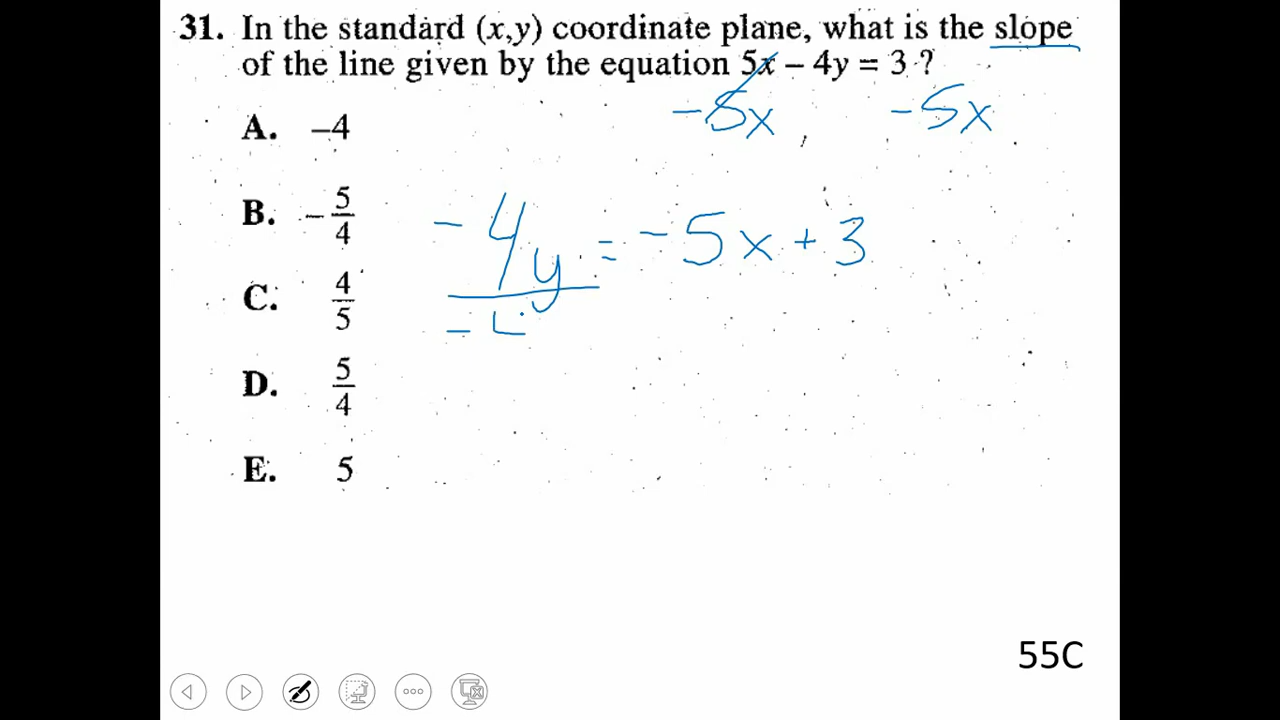 31. In the standard (x,y) coordinate plane, what is the slope
of the line given by the equation 5x – 4y = 3 ?
-5x -5x
A. –4
B. – 5/4
-4y = -5x + 3
C. 4/5
-4
D. 5/4
E. 5
55C